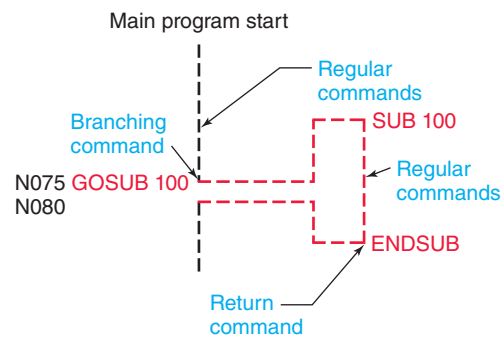 Main program start
Regular
commands
Branching
command
SUB 100
N075 GOSUB 100
N080
Regular
commands
ENDSUB
Return
command